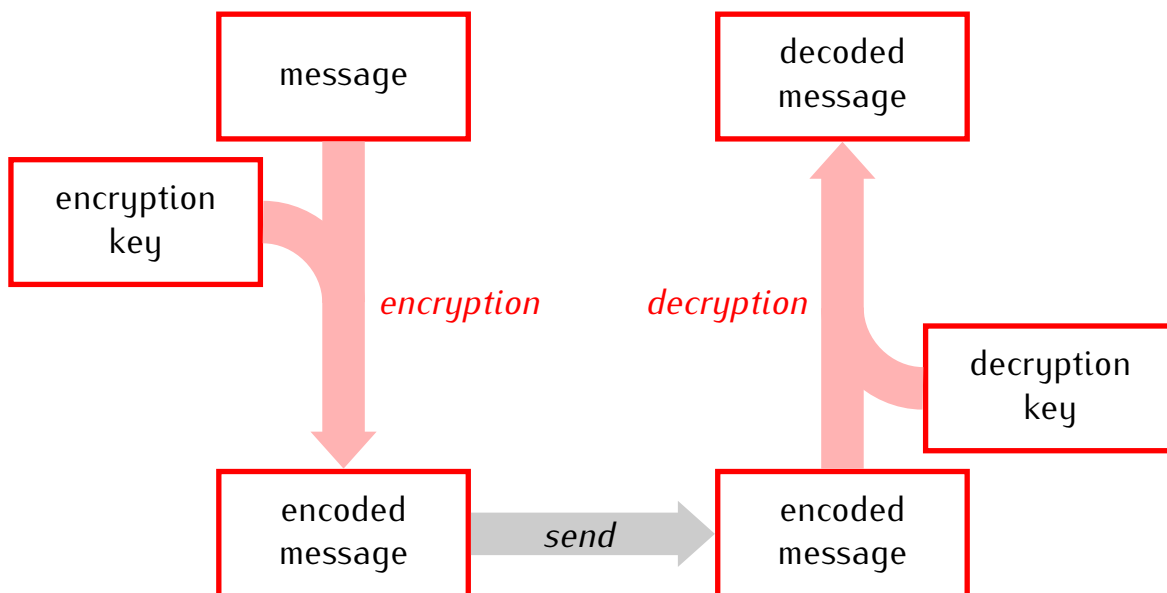 message
decoded
message
encryption
key
encryption
decryption
decryption
key
encoded
message
send
encoded
message